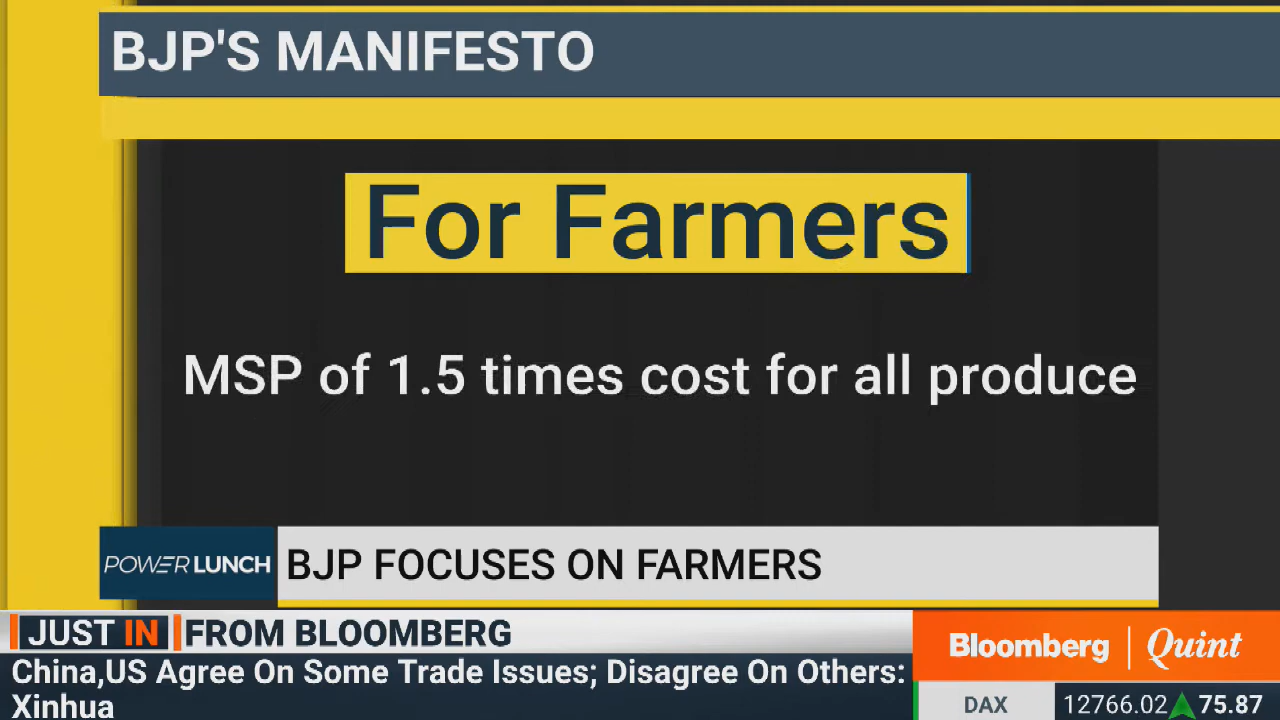 BJP'S MANIFESTO
For Farmers
MSP of 1.5 times cost for all produce
POWER LUNCH
BJP FOCUSES ON FARMERS
JUST IN FROM BLOOMBERG
China,US Agree On Some Trade Issues; Disagree On Others:
Xinhua
Bloomberg | Quint
DAX 12766.02 75.87